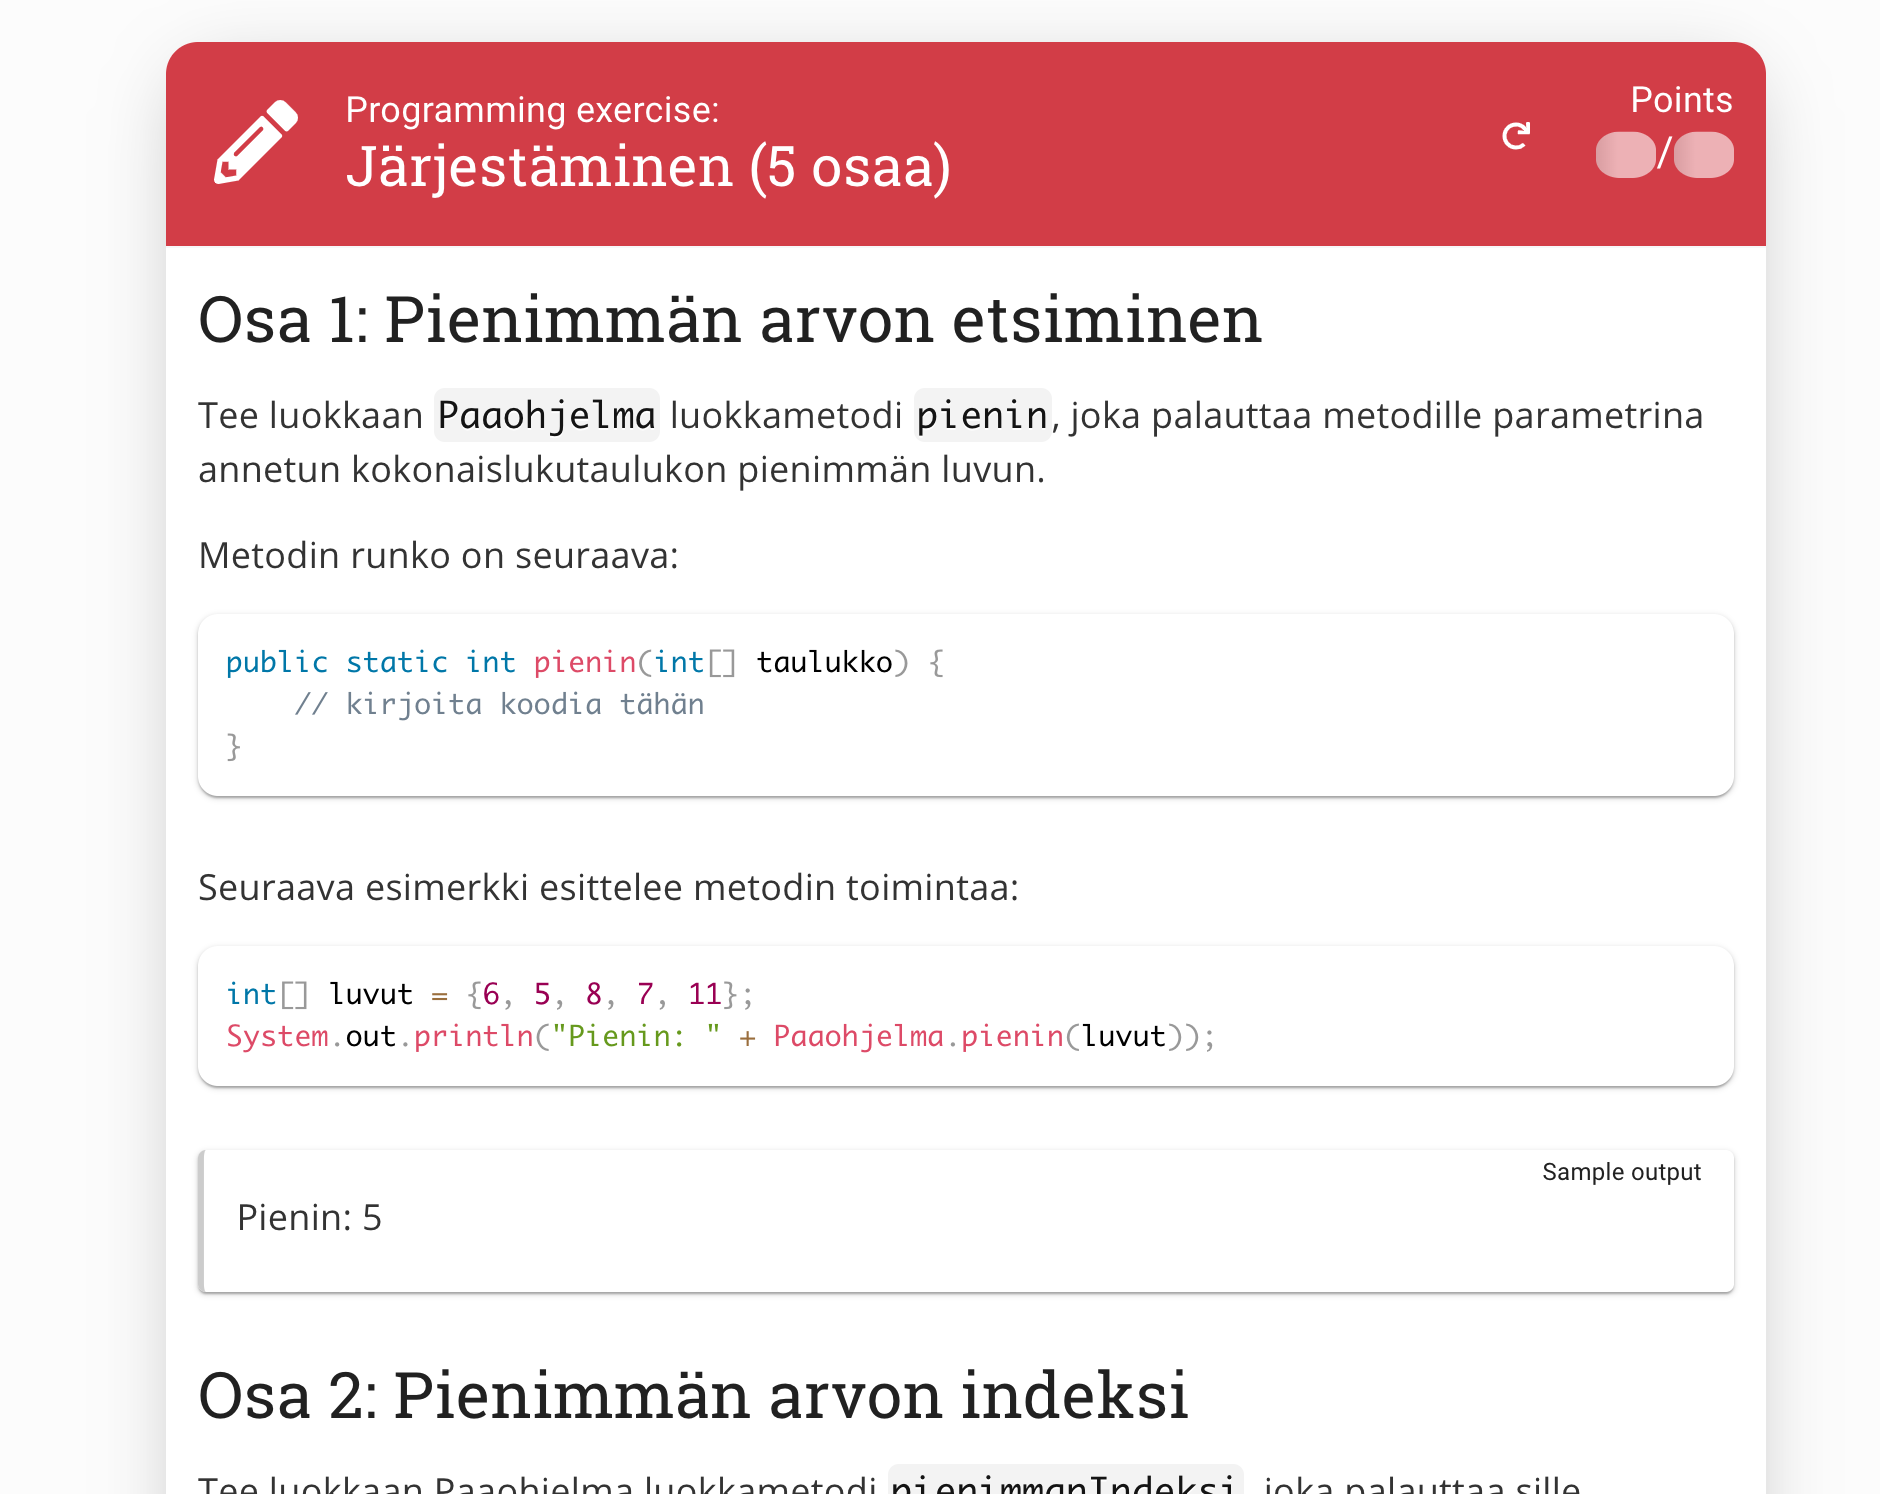 Programming exercise:
Järjestäminen (5 osaa)
Points
/
Osa 1: Pienimmän arvon etsiminen
Tee luokkaan Paaohjelma luokkametodi pienin, joka palauttaa metodille parametrina
annetun kokonaislukutaulukon pienimmän luvun.
Metodin runko on seuraava:
public static int pienin(int[] taulukko) {
    // kirjoita koodia tähän
}
Seuraava esimerkki esittelee metodin toimintaa:
int[] luvut = {6, 5, 8, 7, 11};
System.out.println("Pienin: " + Paaohjelma.pienin(luvut));
Sample output
Pienin: 5
Osa 2: Pienimmän arvon indeksi
Tee luokkaan Paaohjelma luokkametodi pienimmanIndeksi, joka palauttaa sille